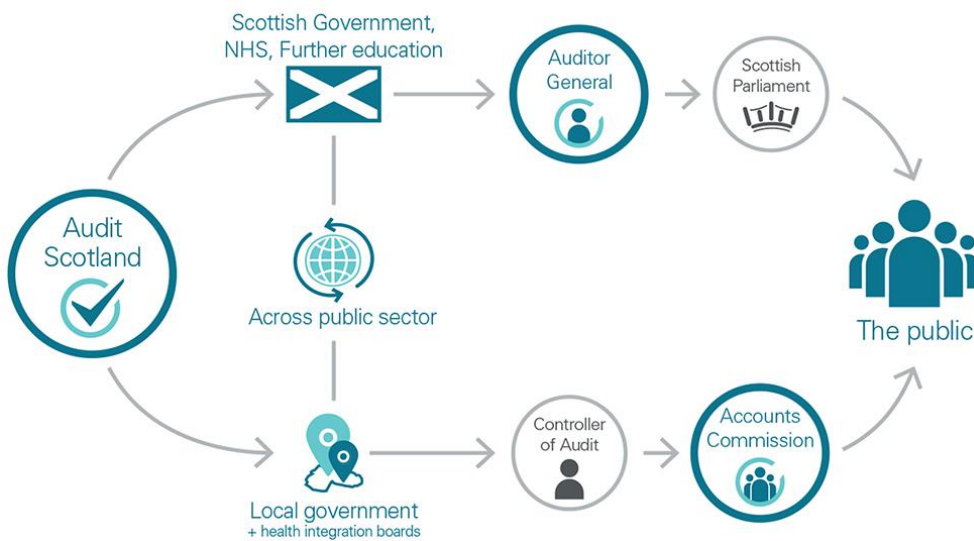 Scottish Government,
NHS, Further education
Auditor
General
Scottish
Parliament
Audit
Scotland
Across public sector
The public
Controller
of Audit
Accounts
Commission
Local government
+ health integration boards